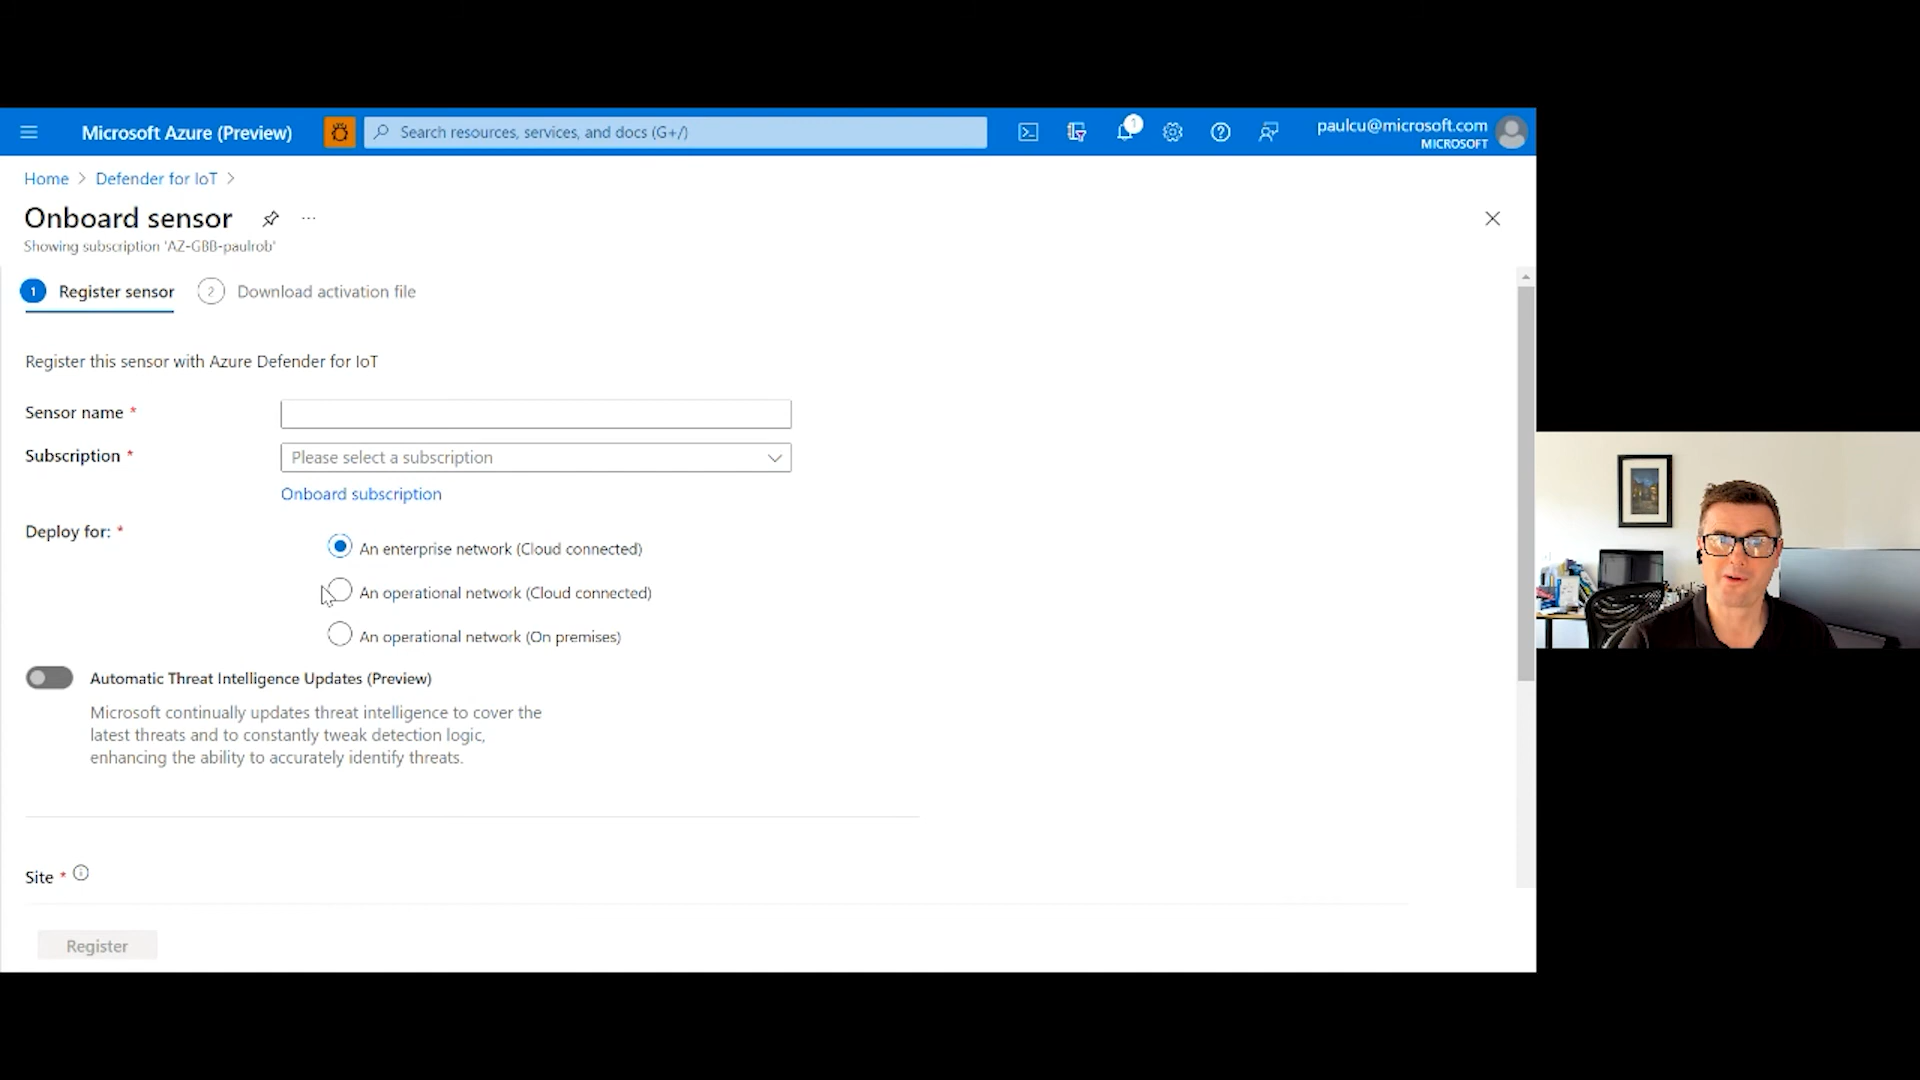 Microsoft Azure (Preview)
Search resources, services, and docs (G+/)
1
paulcu@microsoft.com
MICROSOFT
Home > Defender for IoT >
Onboard sensor
Showing subscription 'AZ-GBB-paulrob'
1 Register sensor
2 Download activation file
Register this sensor with Azure Defender for IoT
Sensor name *
Subscription *
Please select a subscription
Onboard subscription
Deploy for: *
An enterprise network (Cloud connected)
An operational network (Cloud connected)
An operational network (On premises)
Automatic Threat Intelligence Updates (Preview)
Microsoft continually updates threat intelligence to cover the
latest threats and to constantly tweak detection logic,
enhancing the ability to accurately identify threats.
Site *
Register